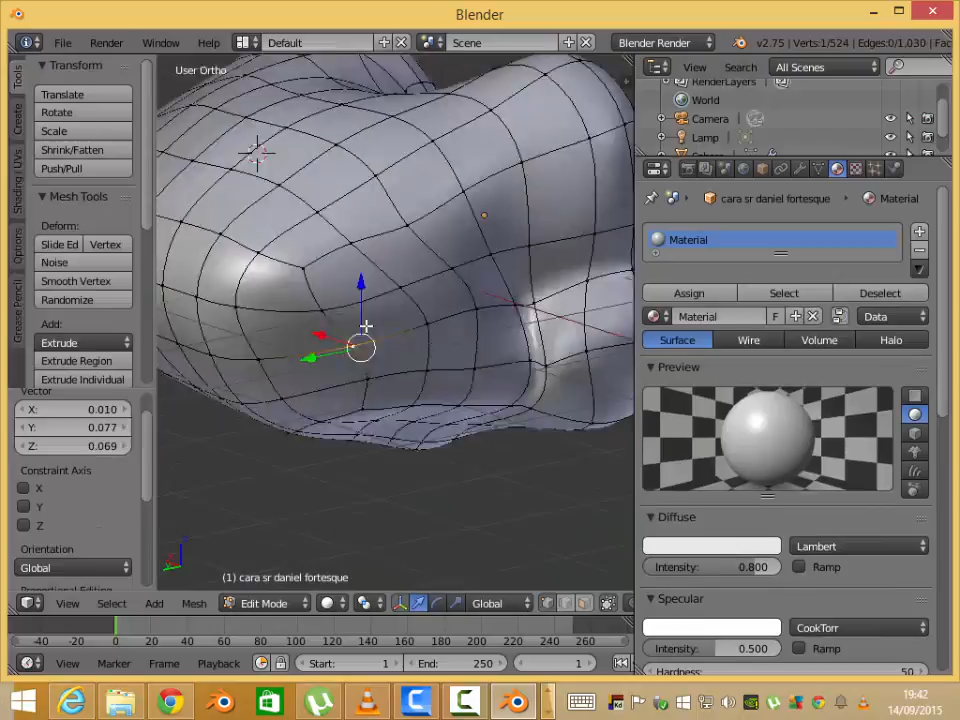 Blender
File Render Window Help Default Scene Blender Render v2.75 | Verts:1/524 | Edges:0/1,030 | Fac
Tools
Create
Shading / UVs
Options
Grease Pencil
Transform
Translate
Rotate
Scale
Shrink/Fatten
Push/Pull
Mesh Tools
Deform:
Slide Ed Vertex
Noise
Smooth Vertex
Randomize
Add:
Extrude
Extrude Region
Extrude Individual
Vector
X: 0.010
Y: 0.077
Z: 0.069
Constraint Axis
X
Y
Z
Orientation
Global
User Ortho
(1) cara sr daniel fortesque
View Select Add Mesh Edit Mode Global
-40 -20 0 20 40 60 80 100 120 140 160 180 200 220 240 260
View Marker Frame Playback Start: 1 End: 250 1
View Search All Scenes
RenderLayers
World
Camera
Lamp
cara sr daniel fortesque Material
Material
Assign Select Deselect
Material F Data
Surface Wire Volume Halo
Preview
Diffuse
Lambert
Intensity: 0.800 Ramp
Specular
CookTorr
Intensity: 0.500 Ramp
Hardness: 50
19:42
14/09/2015